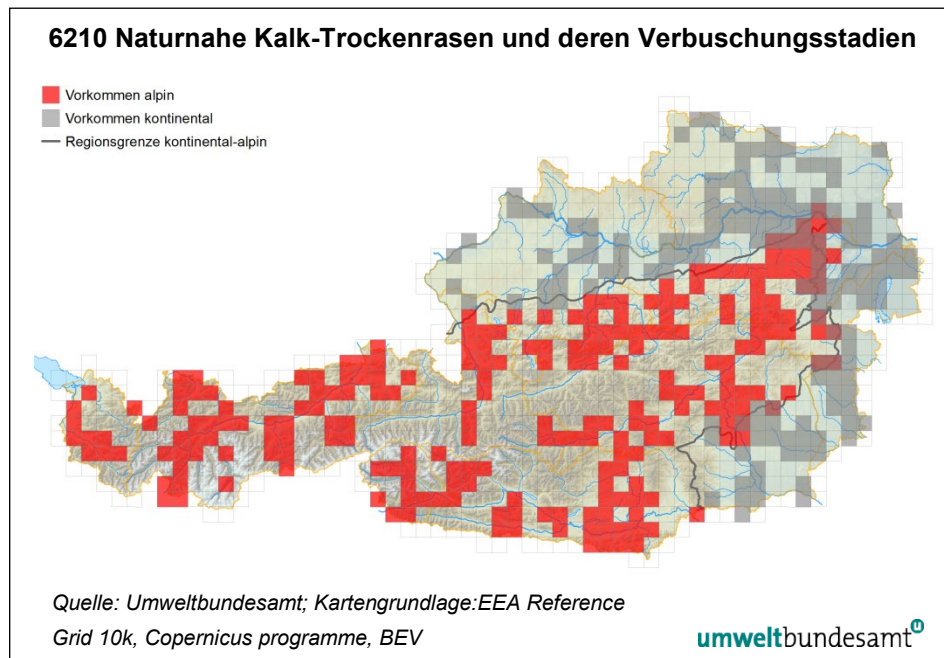 6210 Naturnahe Kalk-Trockenrasen und deren Verbuschungsstadien
Vorkommen alpin
Vorkommen kontinental
Regionsgrenze kontinental-alpin
Quelle: Umweltbundesamt; Kartengrundlage:EEA Reference
Grid 10k, Copernicus programme, BEV
umweltbundesamt
u